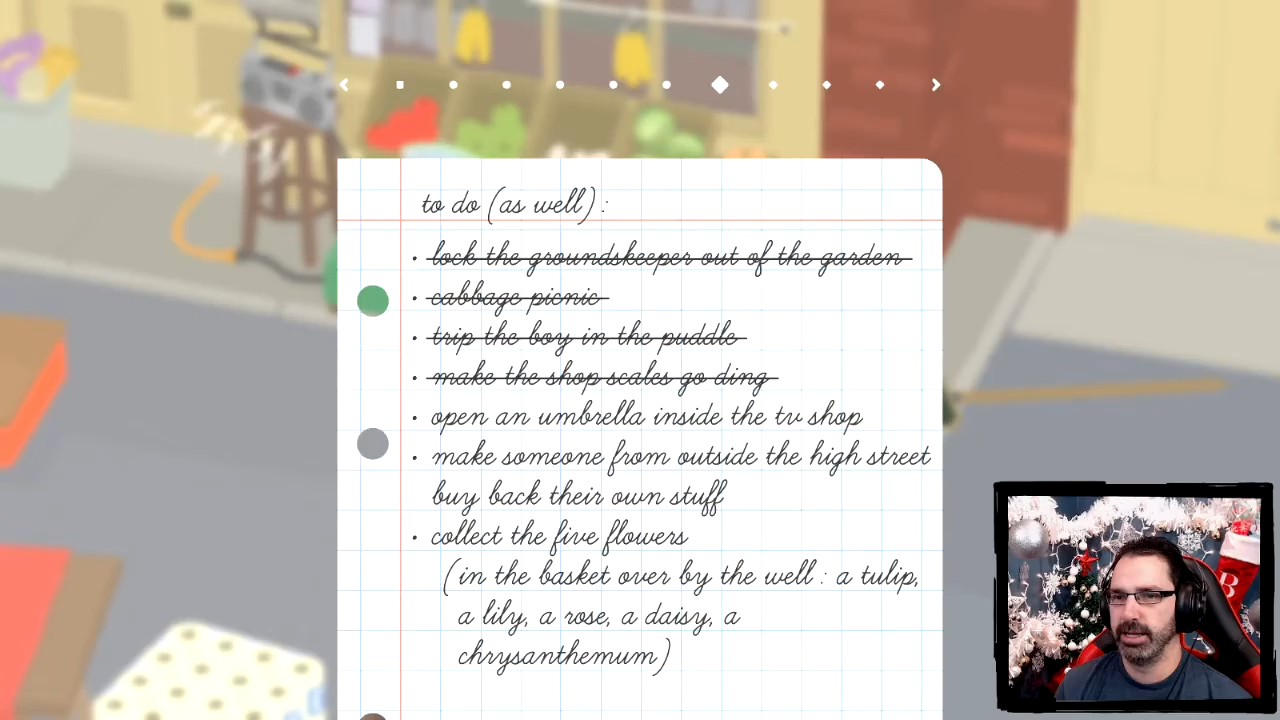 to do (as well) :
• lock the groundskeeper out of the garden
• cabbage picnic
• trip the boy in the puddle
• make the shop scales go ding
• open an umbrella inside the tv shop
• make someone from outside the high street
buy back their own stuff
• collect the five flowers
(in the basket over by the well : a tulip,
a lily, a rose, a daisy, a
chrysanthemum)
B